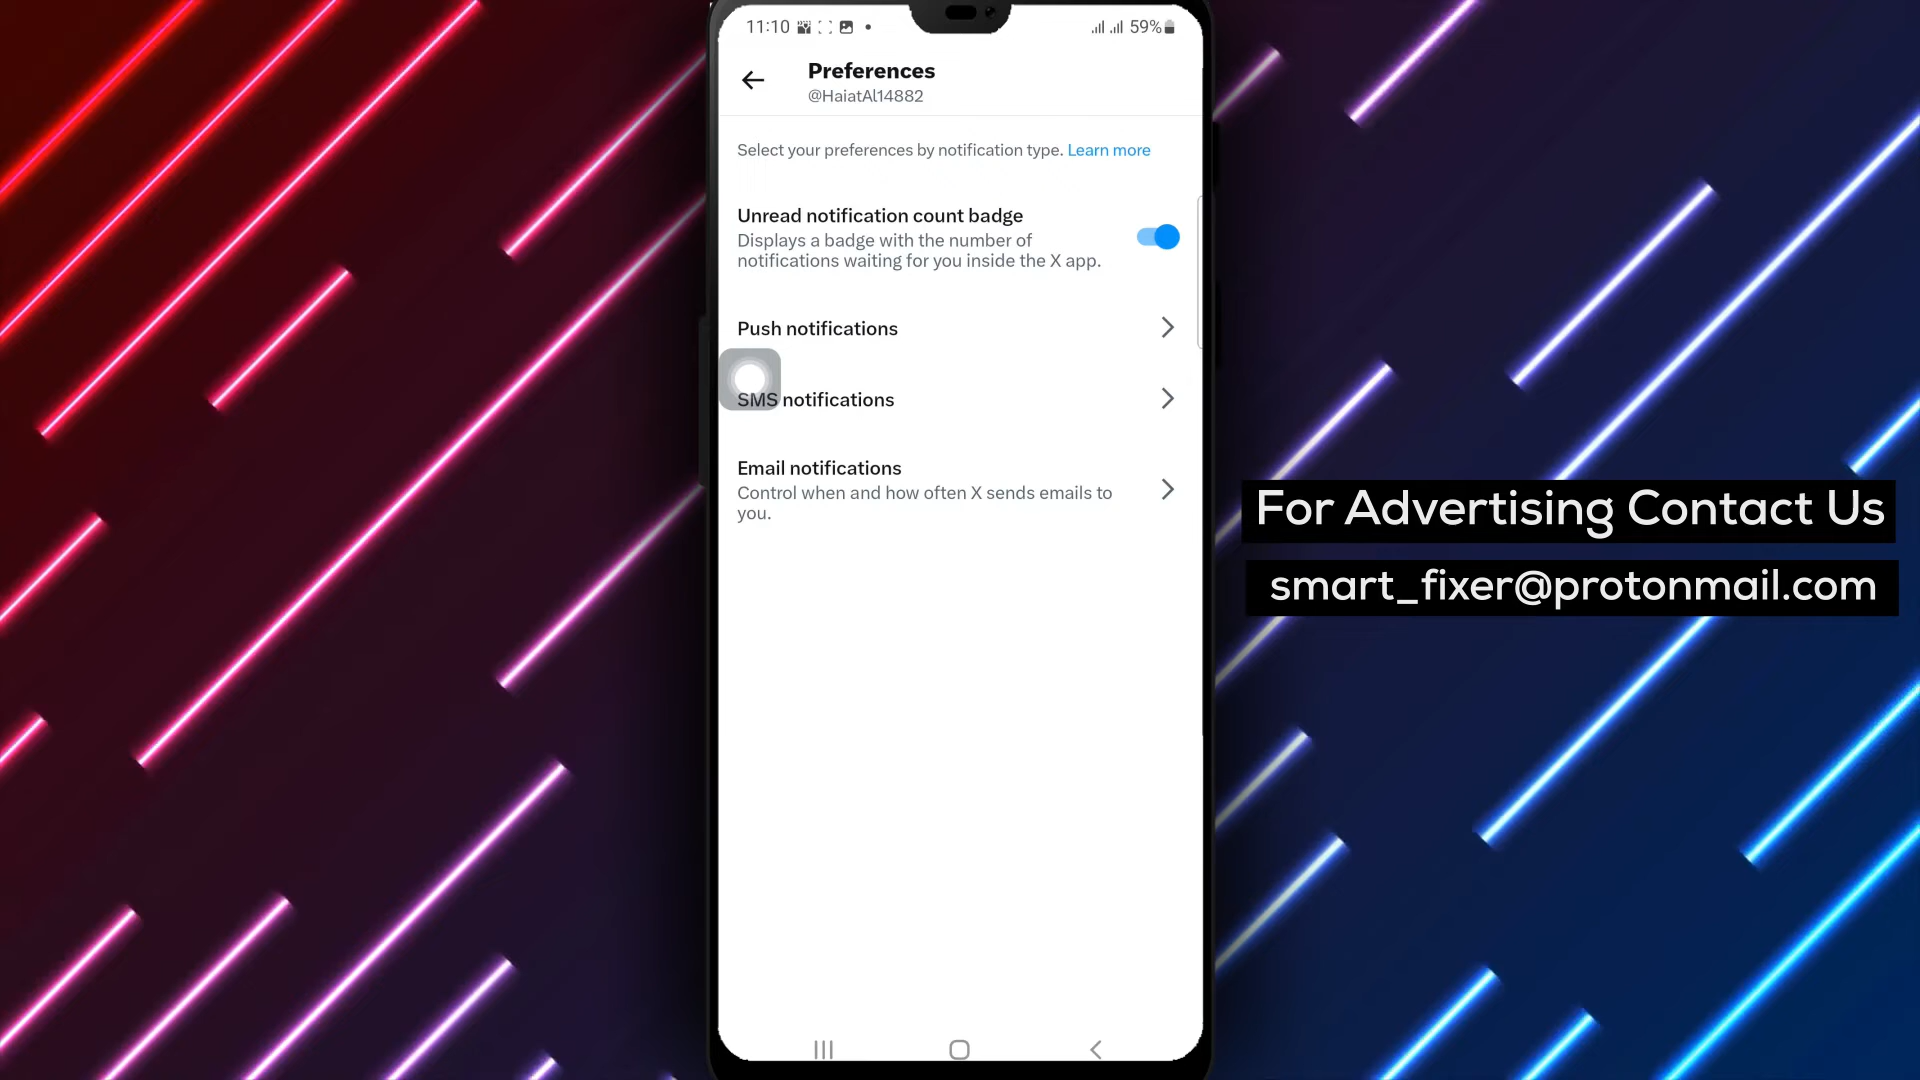 11:10
59%
Preferences
@HaiatAl14882
Select your preferences by notification type. Learn more
Unread notification count badge
Displays a badge with the number of
notifications waiting for you inside the X app.
Push notifications
SMS notifications
Email notifications
Control when and how often X sends emails to
you.
For Advertising Contact Us
smart_fixer@protonmail.com